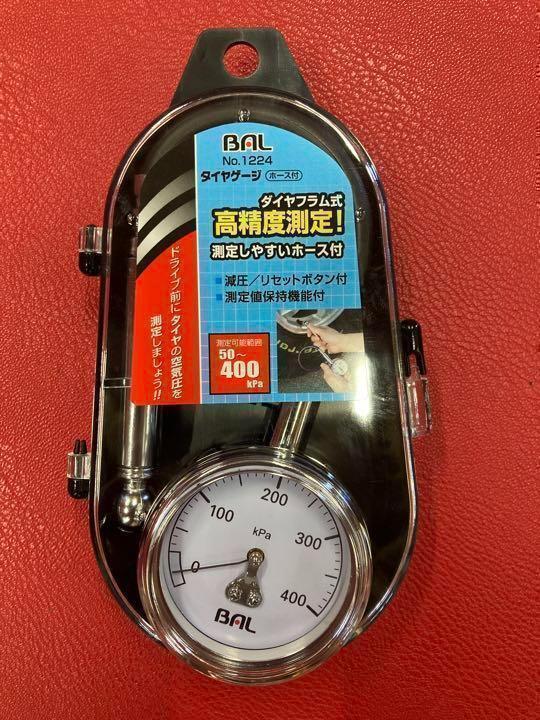 BAL
No.1224
タイヤゲージ ホース付
ダイヤフラム式
高精度測定!
測定しやすいホース付
減圧/リセットボタン付
測定値保持機能付
ドライブ前にタイヤの空気圧を
測定しましょう!!
測定可能範囲
50~
400
kPa
0
100
200
300
400
kPa
BAL